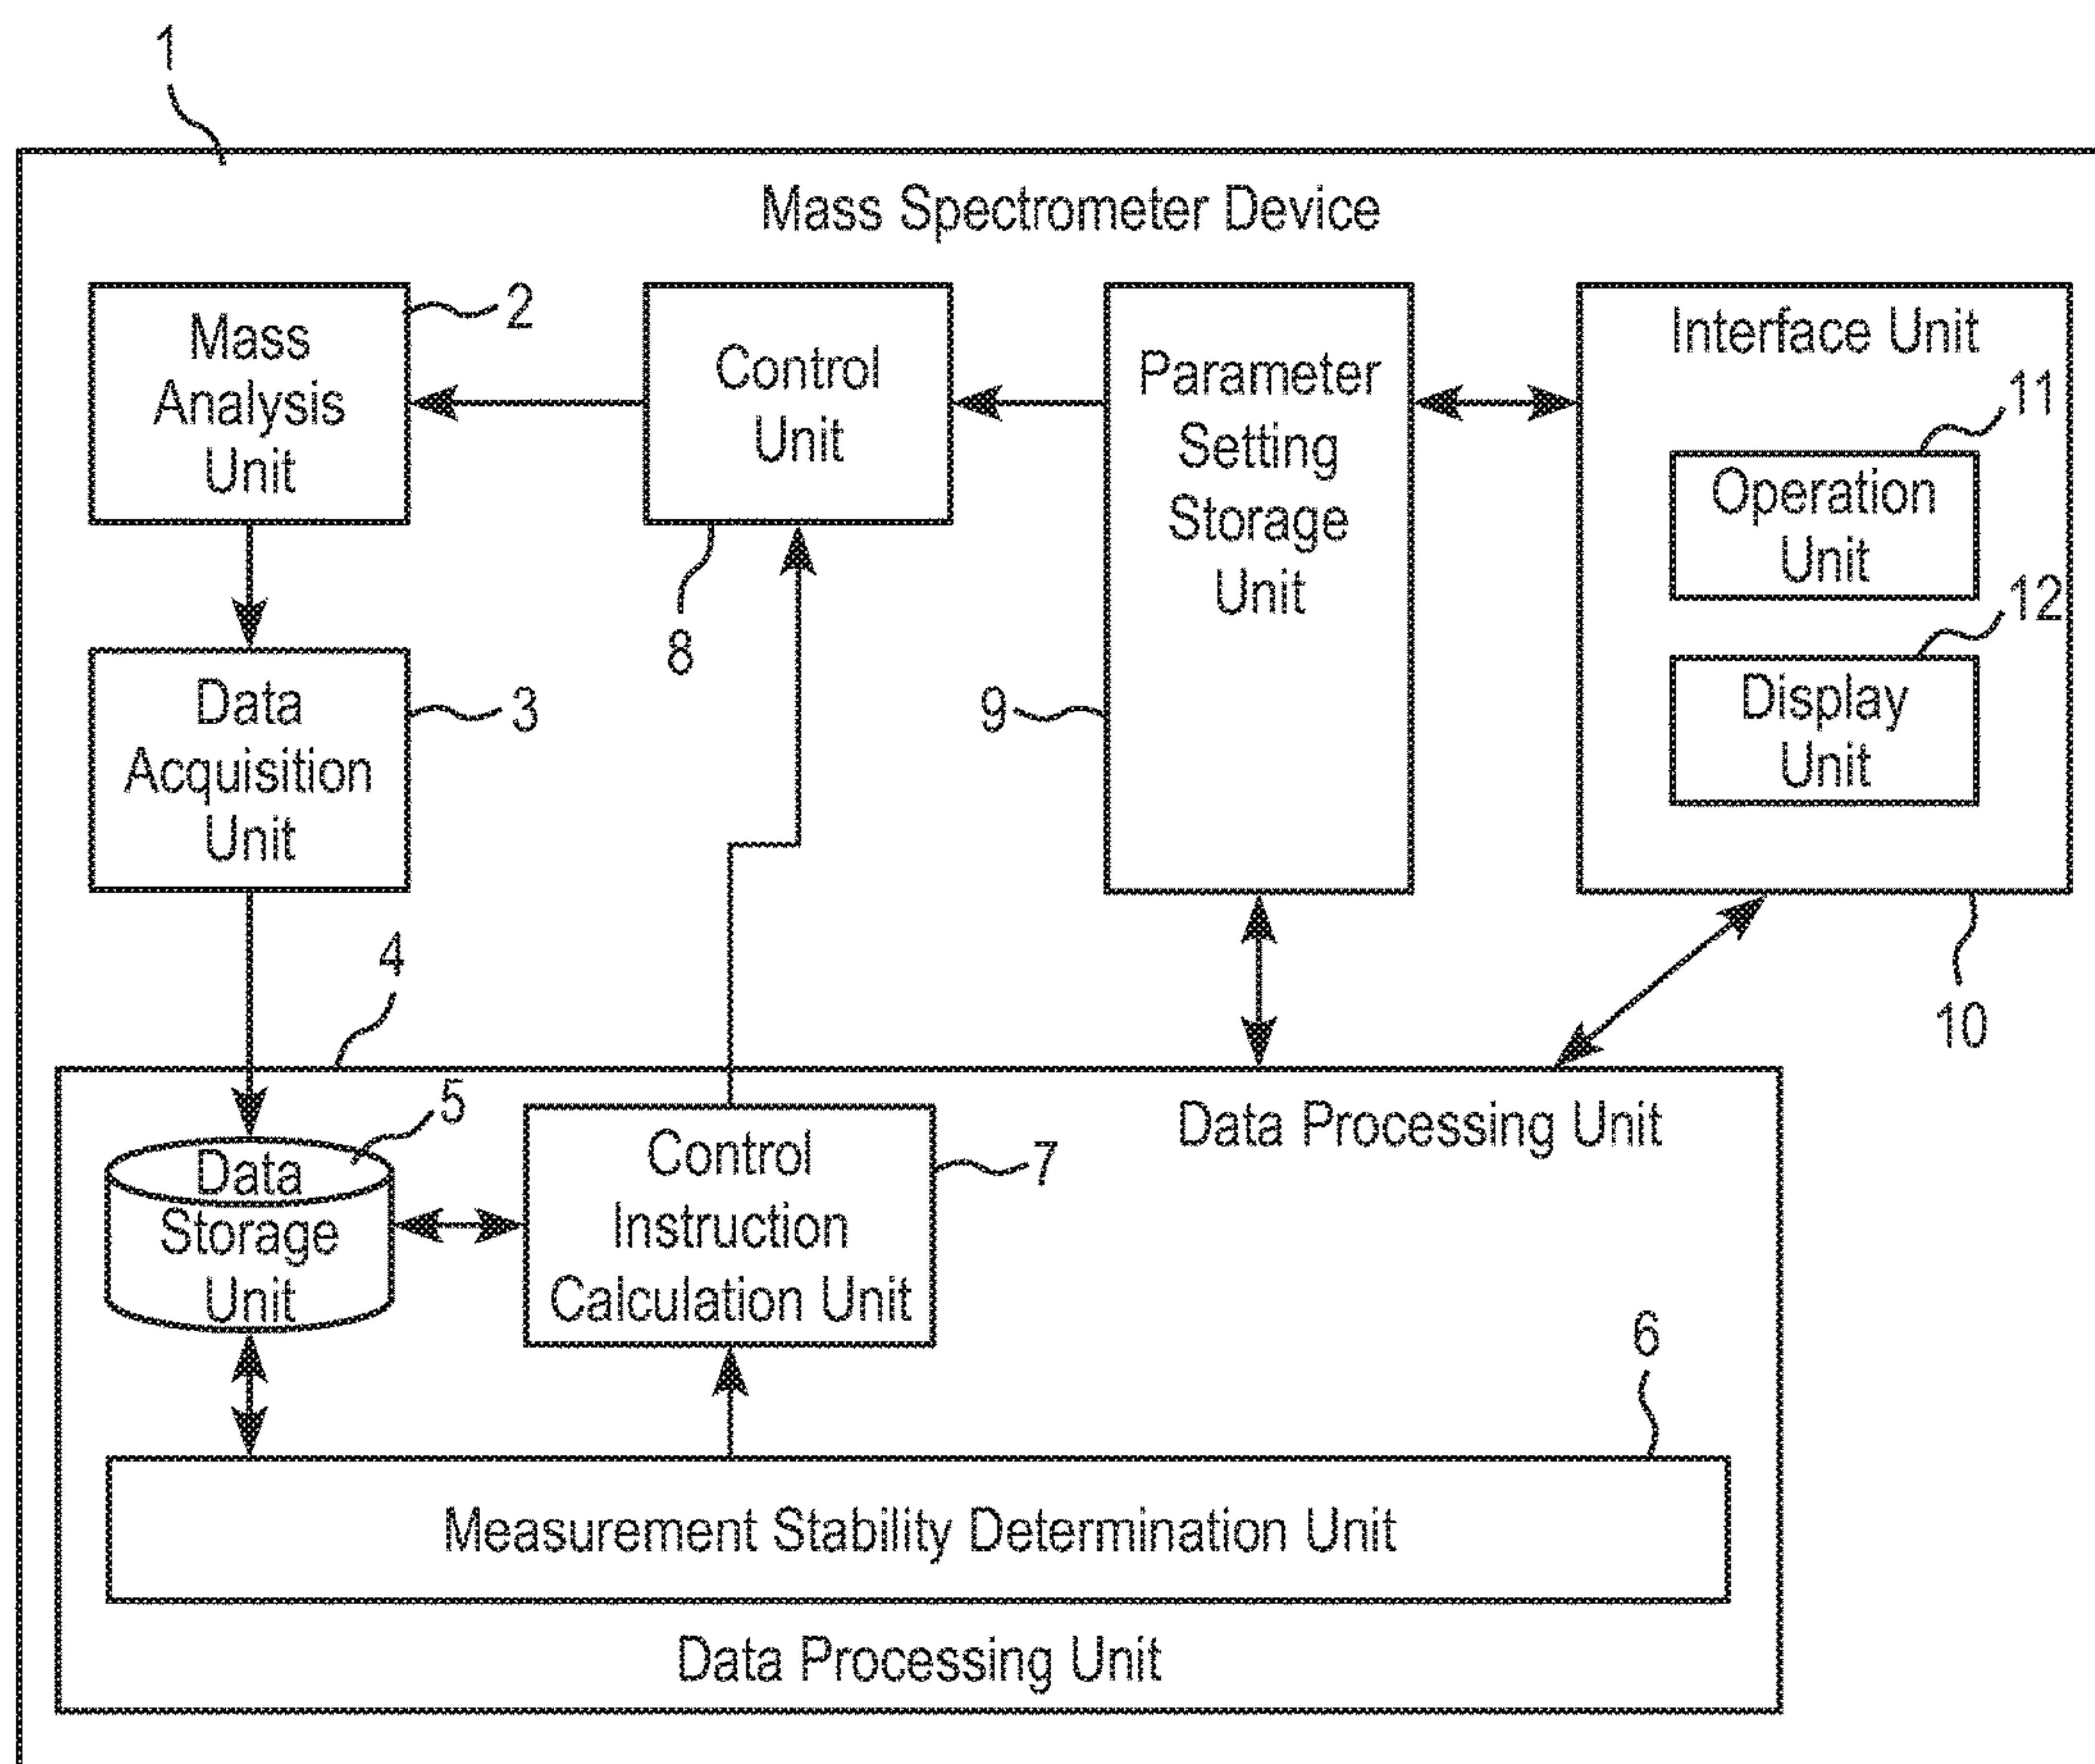 1
Mass Spectrometer Device
Mass
Analysis
Unit
2
Control
Unit
8
Parameter
Setting
Storage
Unit
9
Interface Unit
11
Operation
Unit
12
Display
Unit
10
Data
Acquisition
Unit
3
4
Data Processing Unit
5
Data
Storage
Unit
Control
Instruction
Calculation Unit
7
6
Measurement Stability Determination Unit
Data Processing Unit